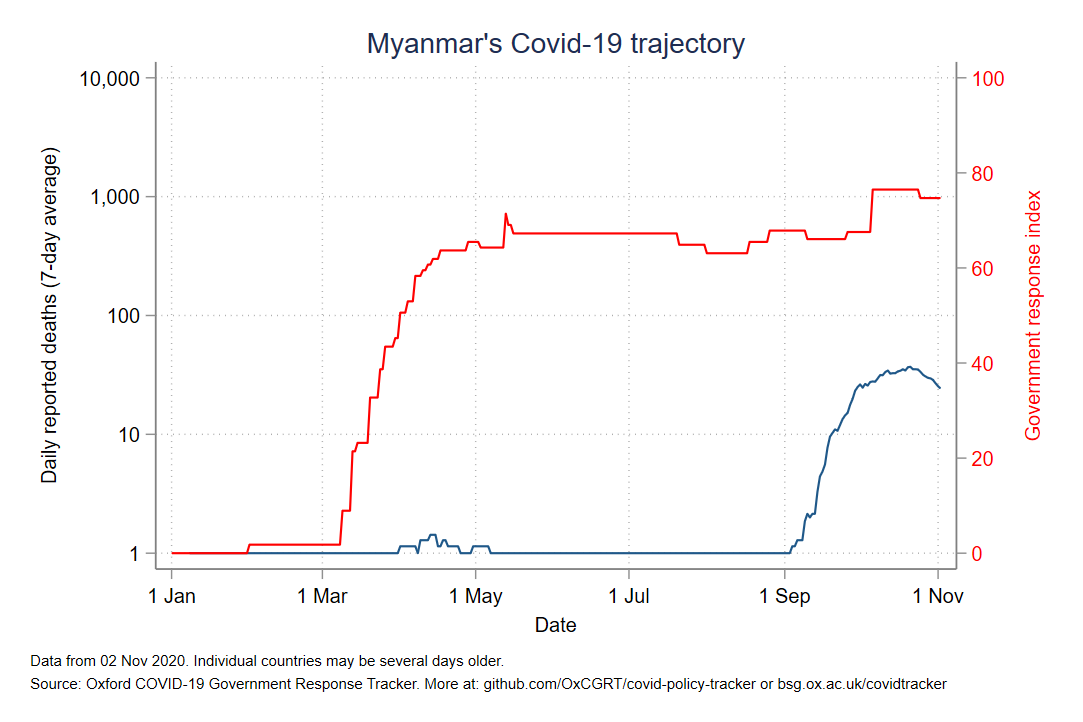 Myanmar's Covid-19 trajectory
10,000
1,000
100
10
1
Daily reported deaths (7-day average)
100
80
60
40
20
0
Government response index
1 Jan 1 Mar 1 May 1 Jul 1 Sep 1 Nov
Date
Data from 02 Nov 2020. Individual countries may be several days older.
Source: Oxford COVID-19 Government Response Tracker. More at: github.com/OxCGRT/covid-policy-tracker or bsg.ox.ac.uk/covidtracker